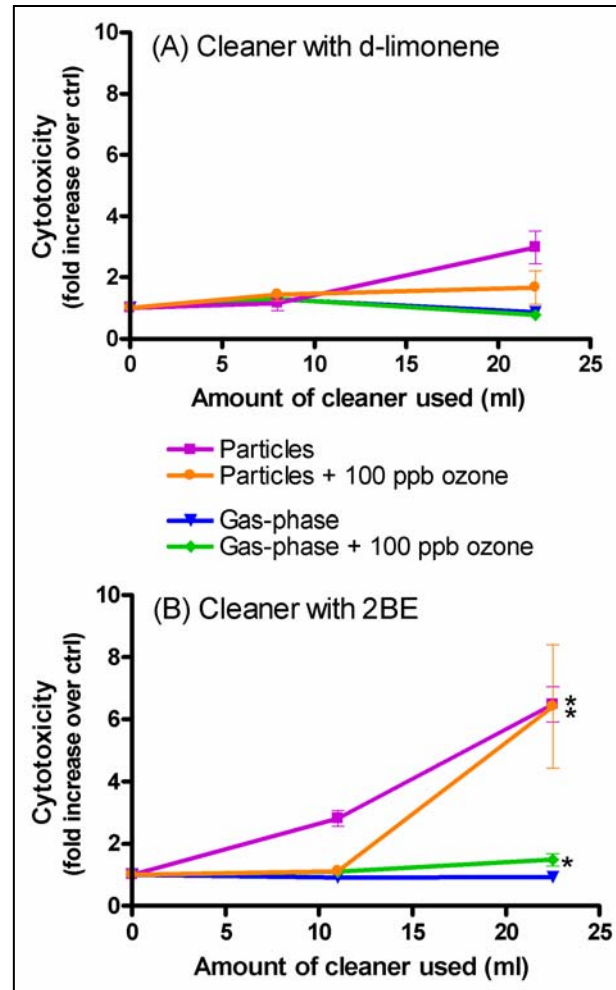 (A) Cleaner with d-limonene
10
8
6
4
2
0
Cytotoxicity
(fold increase over ctrl)
0 5 10 15 20 25
Amount of cleaner used (ml)
Particles
Particles + 100 ppb ozone
Gas-phase
Gas-phase + 100 ppb ozone
(B) Cleaner with 2BE
10
8
6
4
2
0
Cytotoxicity
(fold increase over ctrl)
*
*
*
0 5 10 15 20 25
Amount of cleaner used (ml)